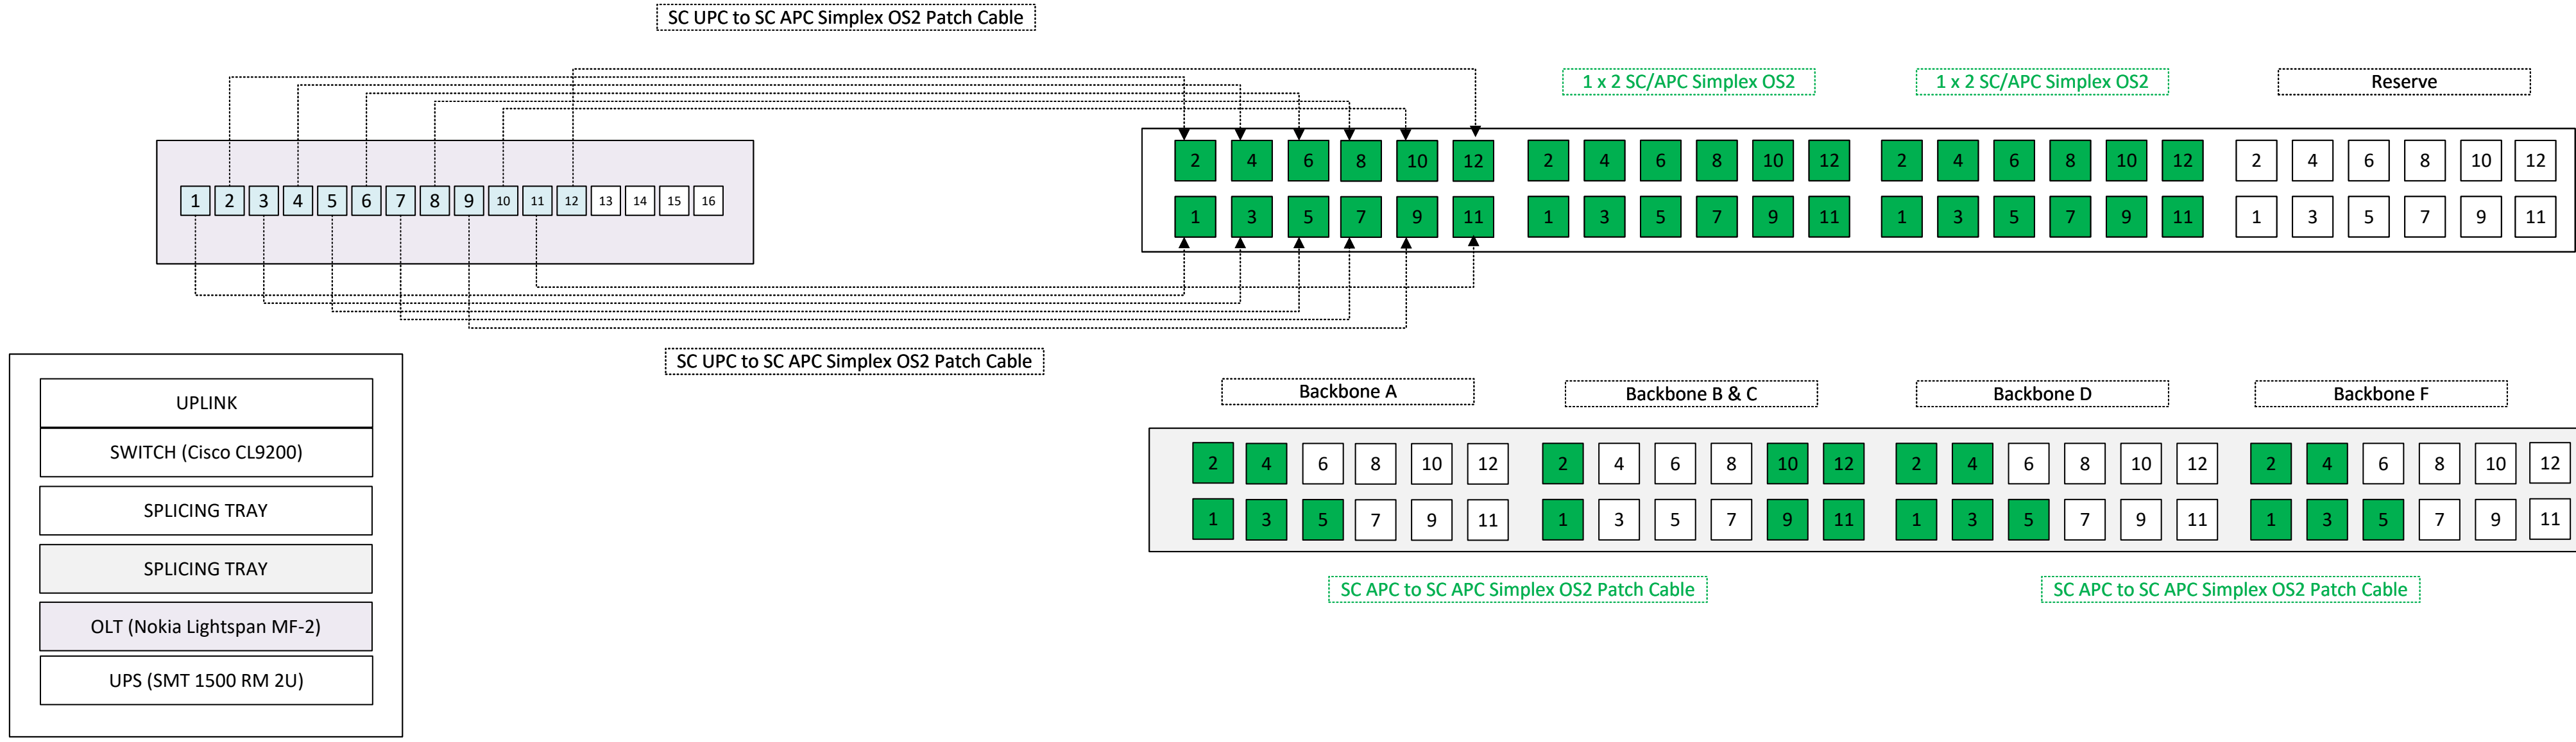 SC UPC to SC APC Simplex OS2 Patch Cable
1 x 2 SC/APC Simplex OS2
1 x 2 SC/APC Simplex OS2
Reserve
2 4 6 8 10 12 2 4 6 8 10 12 2 4 6 8 10 12 2 4 6 8 10 12
1 2 3 4 5 6 7 8 9 10 11 12 13 14 15 16
1 3 5 7 9 11 1 3 5 7 9 11 1 3 5 7 9 11 1 3 5 7 9 11
SC UPC to SC APC Simplex OS2 Patch Cable
UPLINK
SWITCH (Cisco CL9200)
SPLICING TRAY
SPLICING TRAY
OLT (Nokia Lightspan MF-2)
UPS (SMT 1500 RM 2U)
Backbone A
Backbone B & C
Backbone D
Backbone F
2 4 6 8 10 12 2 4 6 8 10 12 2 4 6 8 10 12 2 4 6 8 10 12
1 3 5 7 9 11 1 3 5 7 9 11 1 3 5 7 9 11 1 3 5 7 9 11
SC APC to SC APC Simplex OS2 Patch Cable
SC APC to SC APC Simplex OS2 Patch Cable